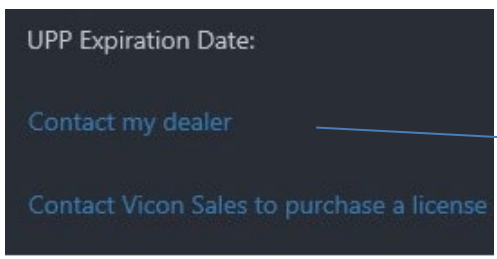 UPP Expiration Date:
Contact my dealer
Contact Vicon Sales to purchase a license